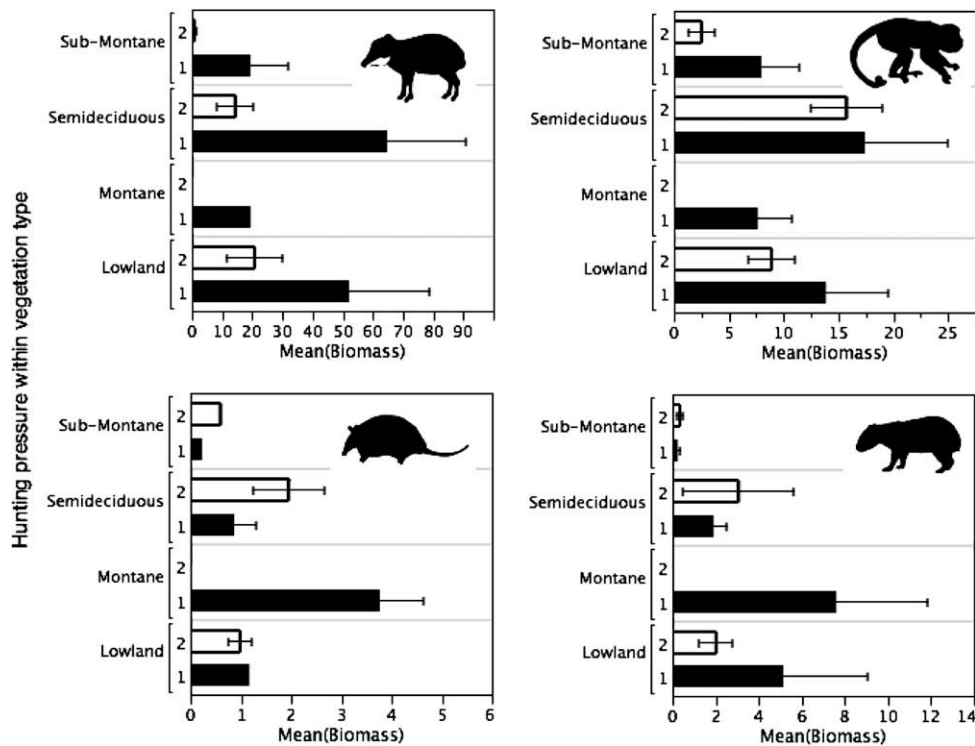 Hunting pressure within vegetation type
Sub-Montane
2
1
Semideciduous
2
1
Montane
2
1
Lowland
2
1
0 10 20 30 40 50 60 70 80 90
Mean(Biomass)
Sub-Montane
2
1
Semideciduous
2
1
Montane
2
1
Lowland
2
1
0 5 10 15 20 25
Mean(Biomass)
Sub-Montane
2
1
Semideciduous
2
1
Montane
2
1
Lowland
2
1
0 1 2 3 4 5 6
Mean(Biomass)
Sub-Montane
2
1
Semideciduous
2
1
Montane
2
1
Lowland
2
1
0 2 4 6 8 10 12 14
Mean(Biomass)